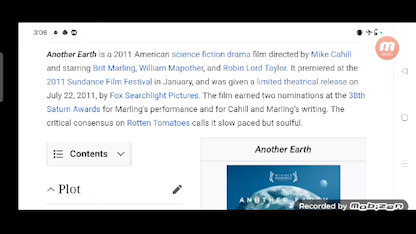 3:06
Another Earth is a 2011 American science fiction drama film directed by Mike Cahill
and starring Brit Marling, William Mapother, and Robin Lord Taylor. It premiered at the
2011 Sundance Film Festival in January, and was given a limited theatrical release on
July 22, 2011, by Fox Searchlight Pictures. The film earned two nominations at the 38th
Saturn Awards for Marling's performance and for Cahill and Marling's writing. The
critical consensus on Rotten Tomatoes calls it slow paced but soulful.
Contents
Another Earth
Plot
ANOTHER EARTH
Recorded by Mobizen